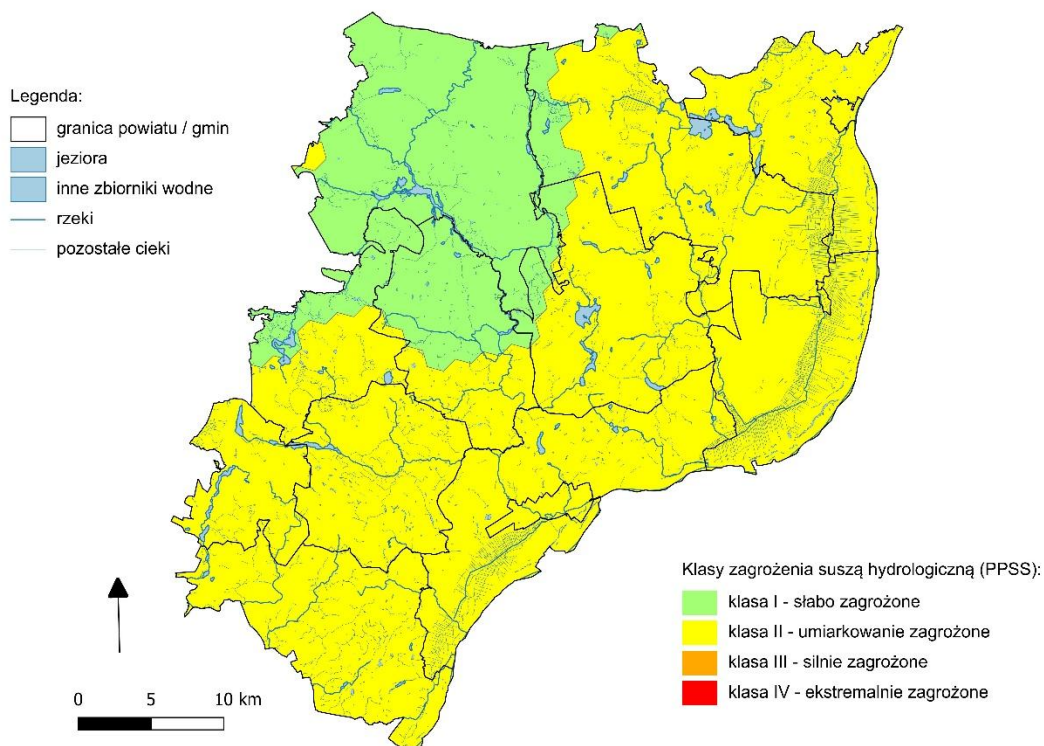 Legenda:
granica powiatu / gmin
jeziora
inne zbiorniki wodne
rzeki
pozostałe cieki
Klasy zagrożenia suszą hydrologiczną (PPSS):
klasa I - słabo zagrożone
klasa II - umiarkowanie zagrożone
klasa III - silnie zagrożone
klasa IV - ekstremalnie zagrożone
0 5 10 km